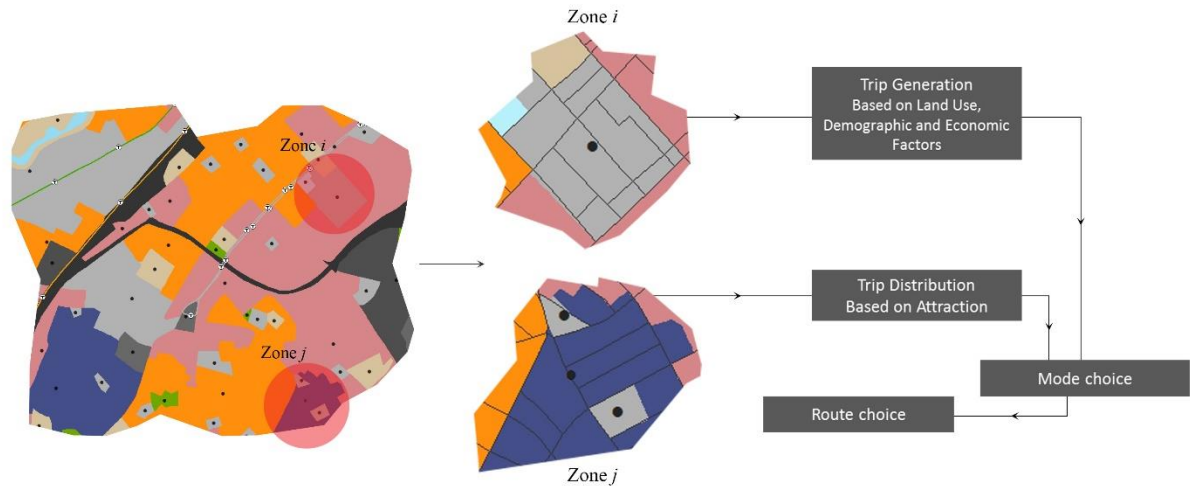 Zone i
Zone i
Trip Generation
Based on Land Use,
Demographic and Economic
Factors
Zone j
Trip Distribution
Based on Attraction
Mode choice
Route choice
Zone j